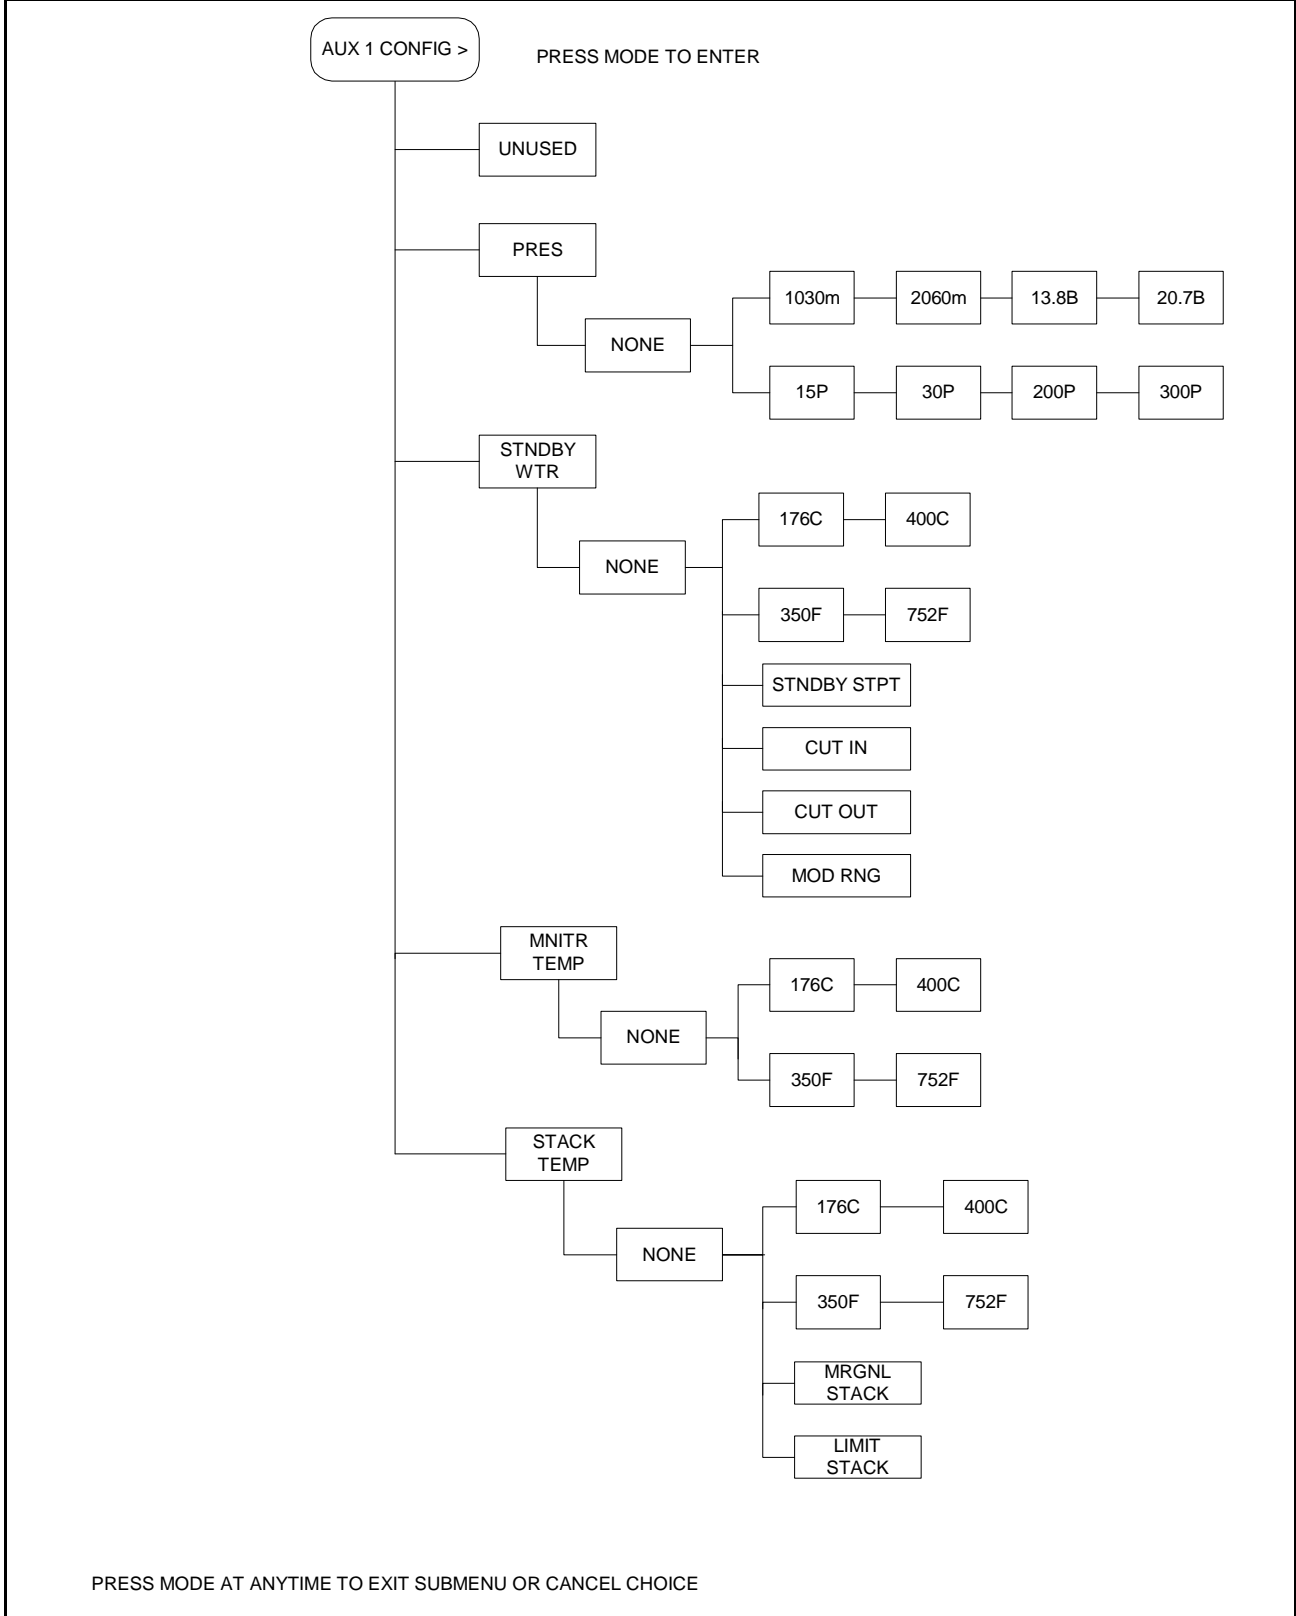 AUX 1 CONFIG >
PRESS MODE TO ENTER
UNUSED
PRES
1030m
2060m
13.8B
20.7B
NONE
15P
30P
200P
300P
STNDBY
WTR
176C
400C
NONE
350F
752F
STNDBY STPT
CUT IN
CUT OUT
MOD RNG
MNITR
TEMP
176C
400C
NONE
350F
752F
STACK
TEMP
176C
400C
NONE
350F
752F
MRGNL
STACK
LIMIT
STACK
PRESS MODE AT ANYTIME TO EXIT SUBMENU OR CANCEL CHOICE